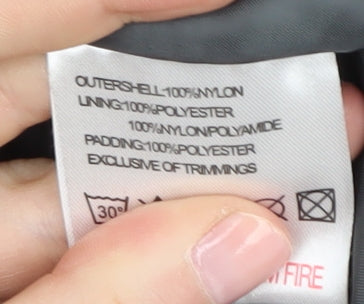 OUTERSHELL:100%NYLON
LINING:100%POLYESTER
100%NYLON/POLYAMIDE
PADDING:100%POLYESTER
EXCLUSIVE OF TRIMMINGS
30°
FIRE